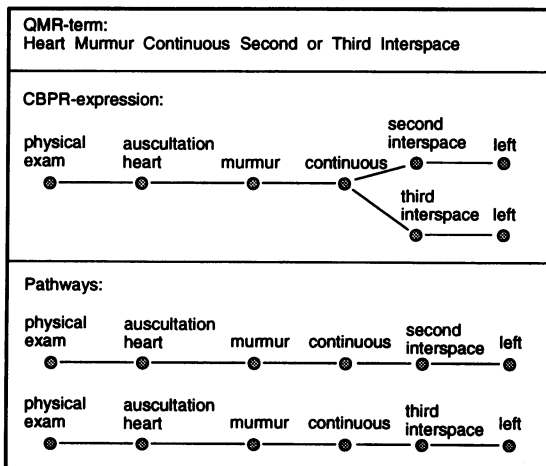 QMR-term:
Heart Murmur Continuous Second or Third Interspace
CBPR-expression:
physical
exam
auscultation
heart
murmur
continuous
second
interspace
left
third
interspace
left
Pathways:
physical
exam
auscultation
heart
murmur
continuous
second
interspace
left
physical
exam
auscultation
heart
murmur
continuous
third
interspace
left